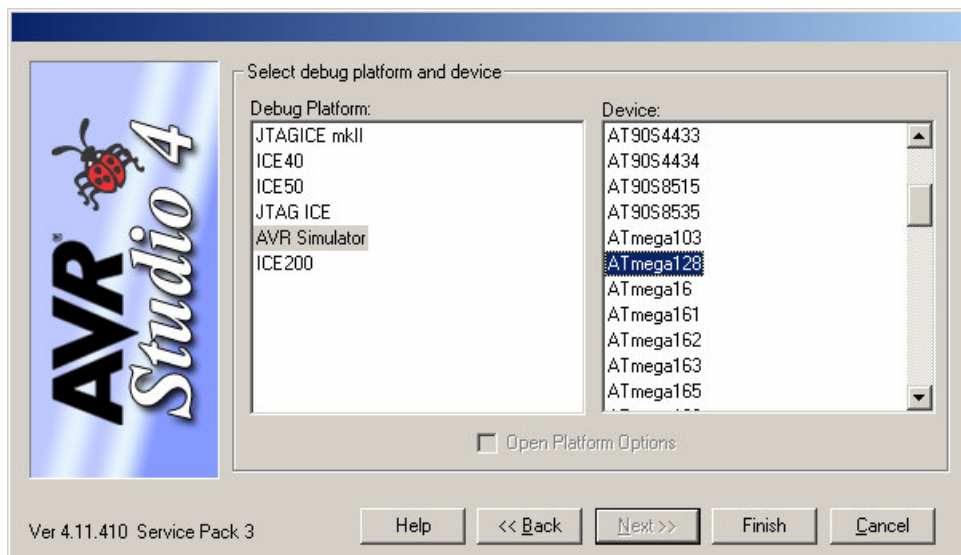 AVR®
Studio 4
Select debug platform and device
Debug Platform:
JTAGICE mkII
ICE40
ICE50
JTAG ICE
AVR Simulator
ICE200
Device:
AT90S4433
AT90S4434
AT90S8515
AT90S8535
ATmega103
ATmega128
ATmega16
ATmega161
ATmega162
ATmega163
ATmega165
Open Platform Options
Ver 4.11.410 Service Pack 3
Help
<< Back
Next >>
Finish
Cancel